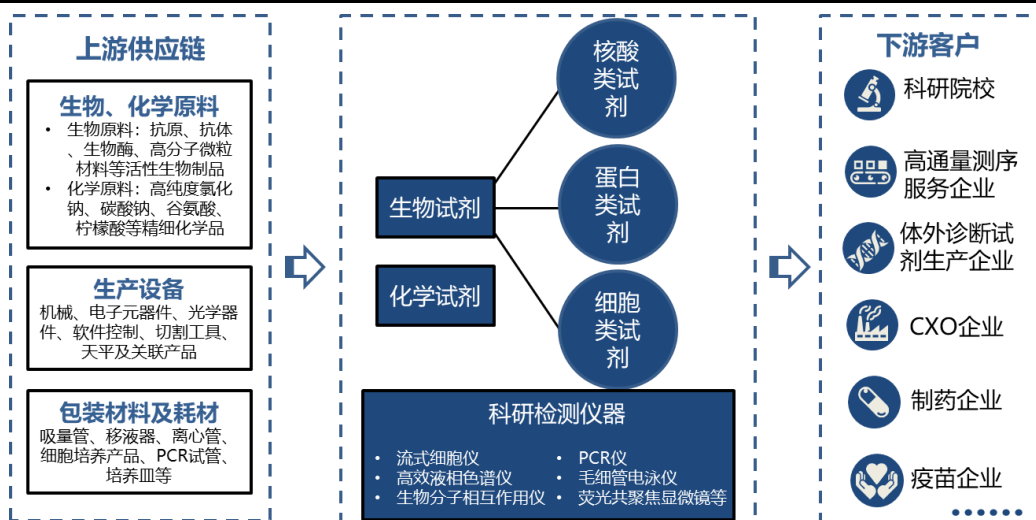 上游供应链
生物、化学原料
• 生物原料：抗原、抗体
、生物酶、高分子微粒
材料等活性生物制品
• 化学原料：高纯度氯化
钠、碳酸钠、谷氨酸、
柠檬酸等精细化学品
生产设备
机械、电子元器件、光学器
件、软件控制、切割工具、
天平及关联产品
包装材料及耗材
吸量管、移液器、离心管、
细胞培养产品、PCR试管、
培养皿等
生物试剂
化学试剂
核酸
类试
剂
蛋白
类试
剂
细胞
类试
剂
科研检测仪器
• 流式细胞仪
• 高效液相色谱仪
• 生物分子相互作用仪
• PCR仪
• 毛细管电泳仪
• 荧光共聚焦显微镜等
下游客户
科研院校
高通量测序
服务企业
体外诊断试
剂生产企业
CXO企业
制药企业
疫苗企业
……